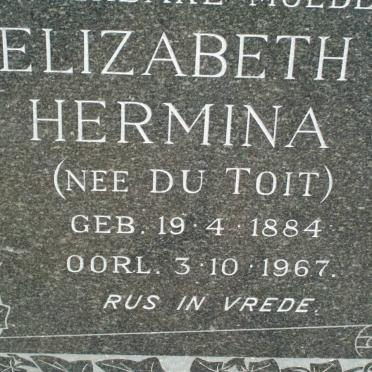 ELIZABETH
HERMINA
(NEE DU TOIT)
GEB. 19·4·1884
OORL. 3·10·1967.
RUS IN VREDE.